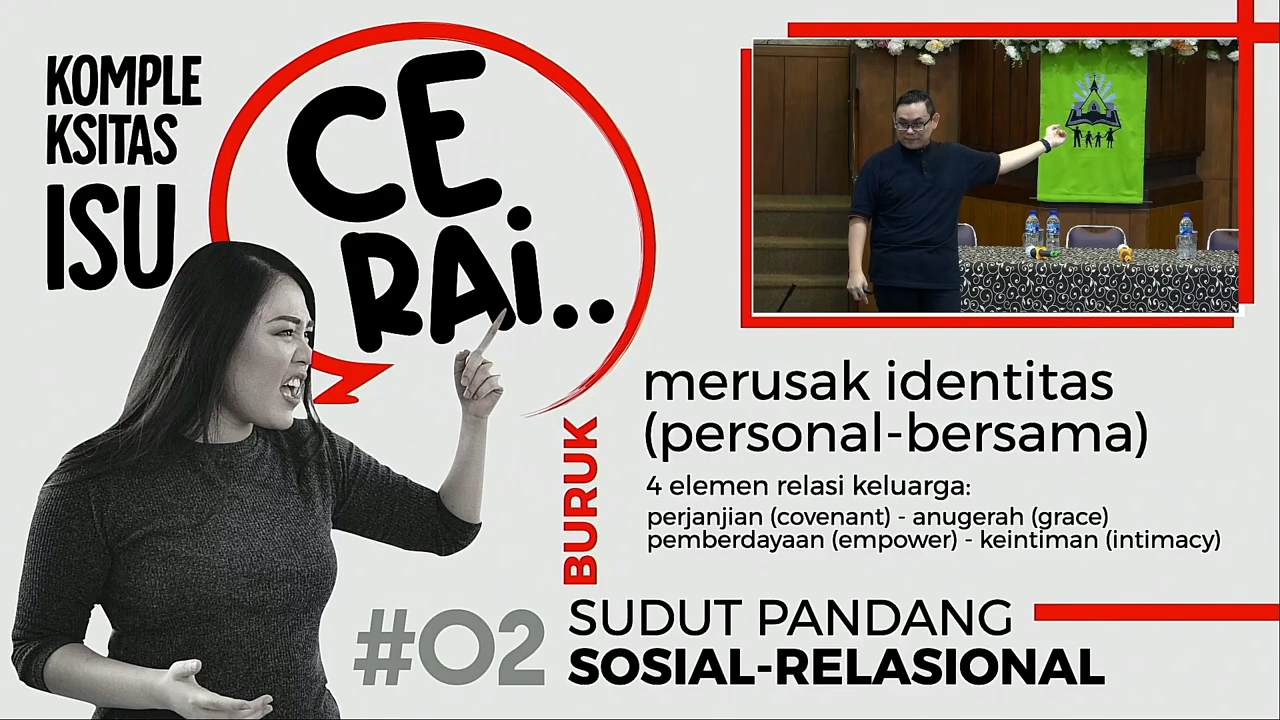 KOMPLE
KSITAS
ISU
CE
RAi..
BURUK
merusak identitas
(personal-bersama)
4 elemen relasi keluarga:
perjanjian (covenant) - anugerah (grace)
pemberdayaan (empower) - keintiman (intimacy)
#02
SUDUT PANDANG
SOSIAL-RELASIONAL